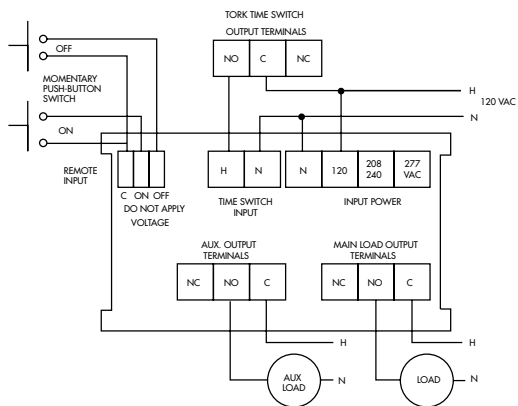 TORK TIME SWITCH
OUTPUT TERMINALS
NO C NC
OFF
MOMENTARY
PUSH-BUTTON
SWITCH
ON
H
120 VAC
N
REMOTE
INPUT
C ON OFF
DO NOT APPLY
VOLTAGE
H N
TIME SWITCH
INPUT
N 120 208
240 277
VAC
INPUT POWER
AUX. OUTPUT
TERMINALS
NC NO C
MAIN LOAD OUTPUT
TERMINALS
NC NO C
H
AUX
LOAD
N
H
LOAD
N